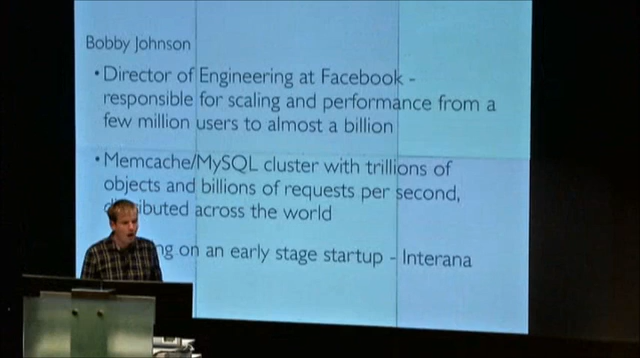 Bobby Johnson
• Director of Engineering at Facebook -
responsible for scaling and performance from a
few million users to almost a billion
• Memcache/MySQL cluster with trillions of
objects and billions of requests per second,
across the world
on an early stage startup - Interana